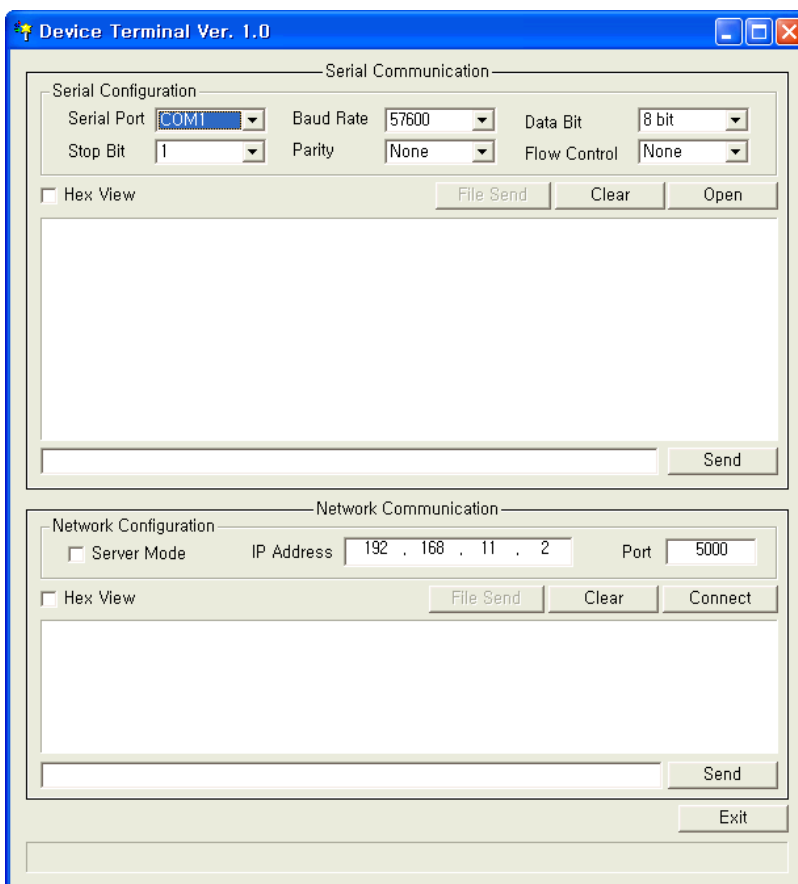 Device Terminal Ver. 1.0
Serial Communication
Serial Configuration
Serial Port COM1 Baud Rate 57600 Data Bit 8 bit
Stop Bit 1 Parity None Flow Control None
Hex View File Send Clear Open
Send
Network Communication
Network Configuration
Server Mode IP Address 192 . 168 . 11 . 2 Port 5000
Hex View File Send Clear Connect
Send
Exit